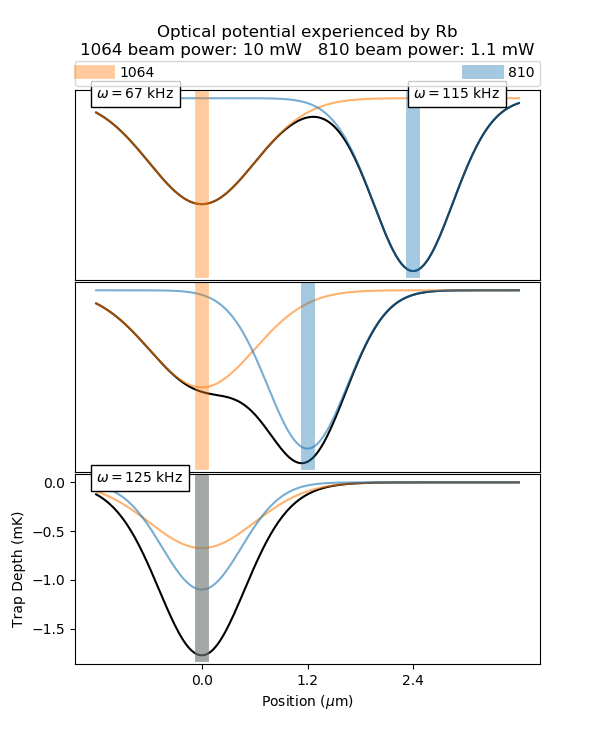 Optical potential experienced by Rb
1064 beam power: 10 mW   810 beam power: 1.1 mW
1064
810
ω = 67 kHz
ω = 115 kHz
ω = 125 kHz
0.0
−0.5
−1.0
−1.5
Trap Depth (mK)
0.0
1.2
2.4
Position (μm)